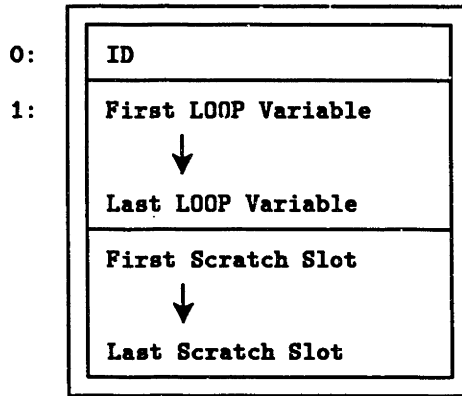 0: ID
1: First LOOP Variable
Last LOOP Variable
First Scratch Slot
Last Scratch Slot